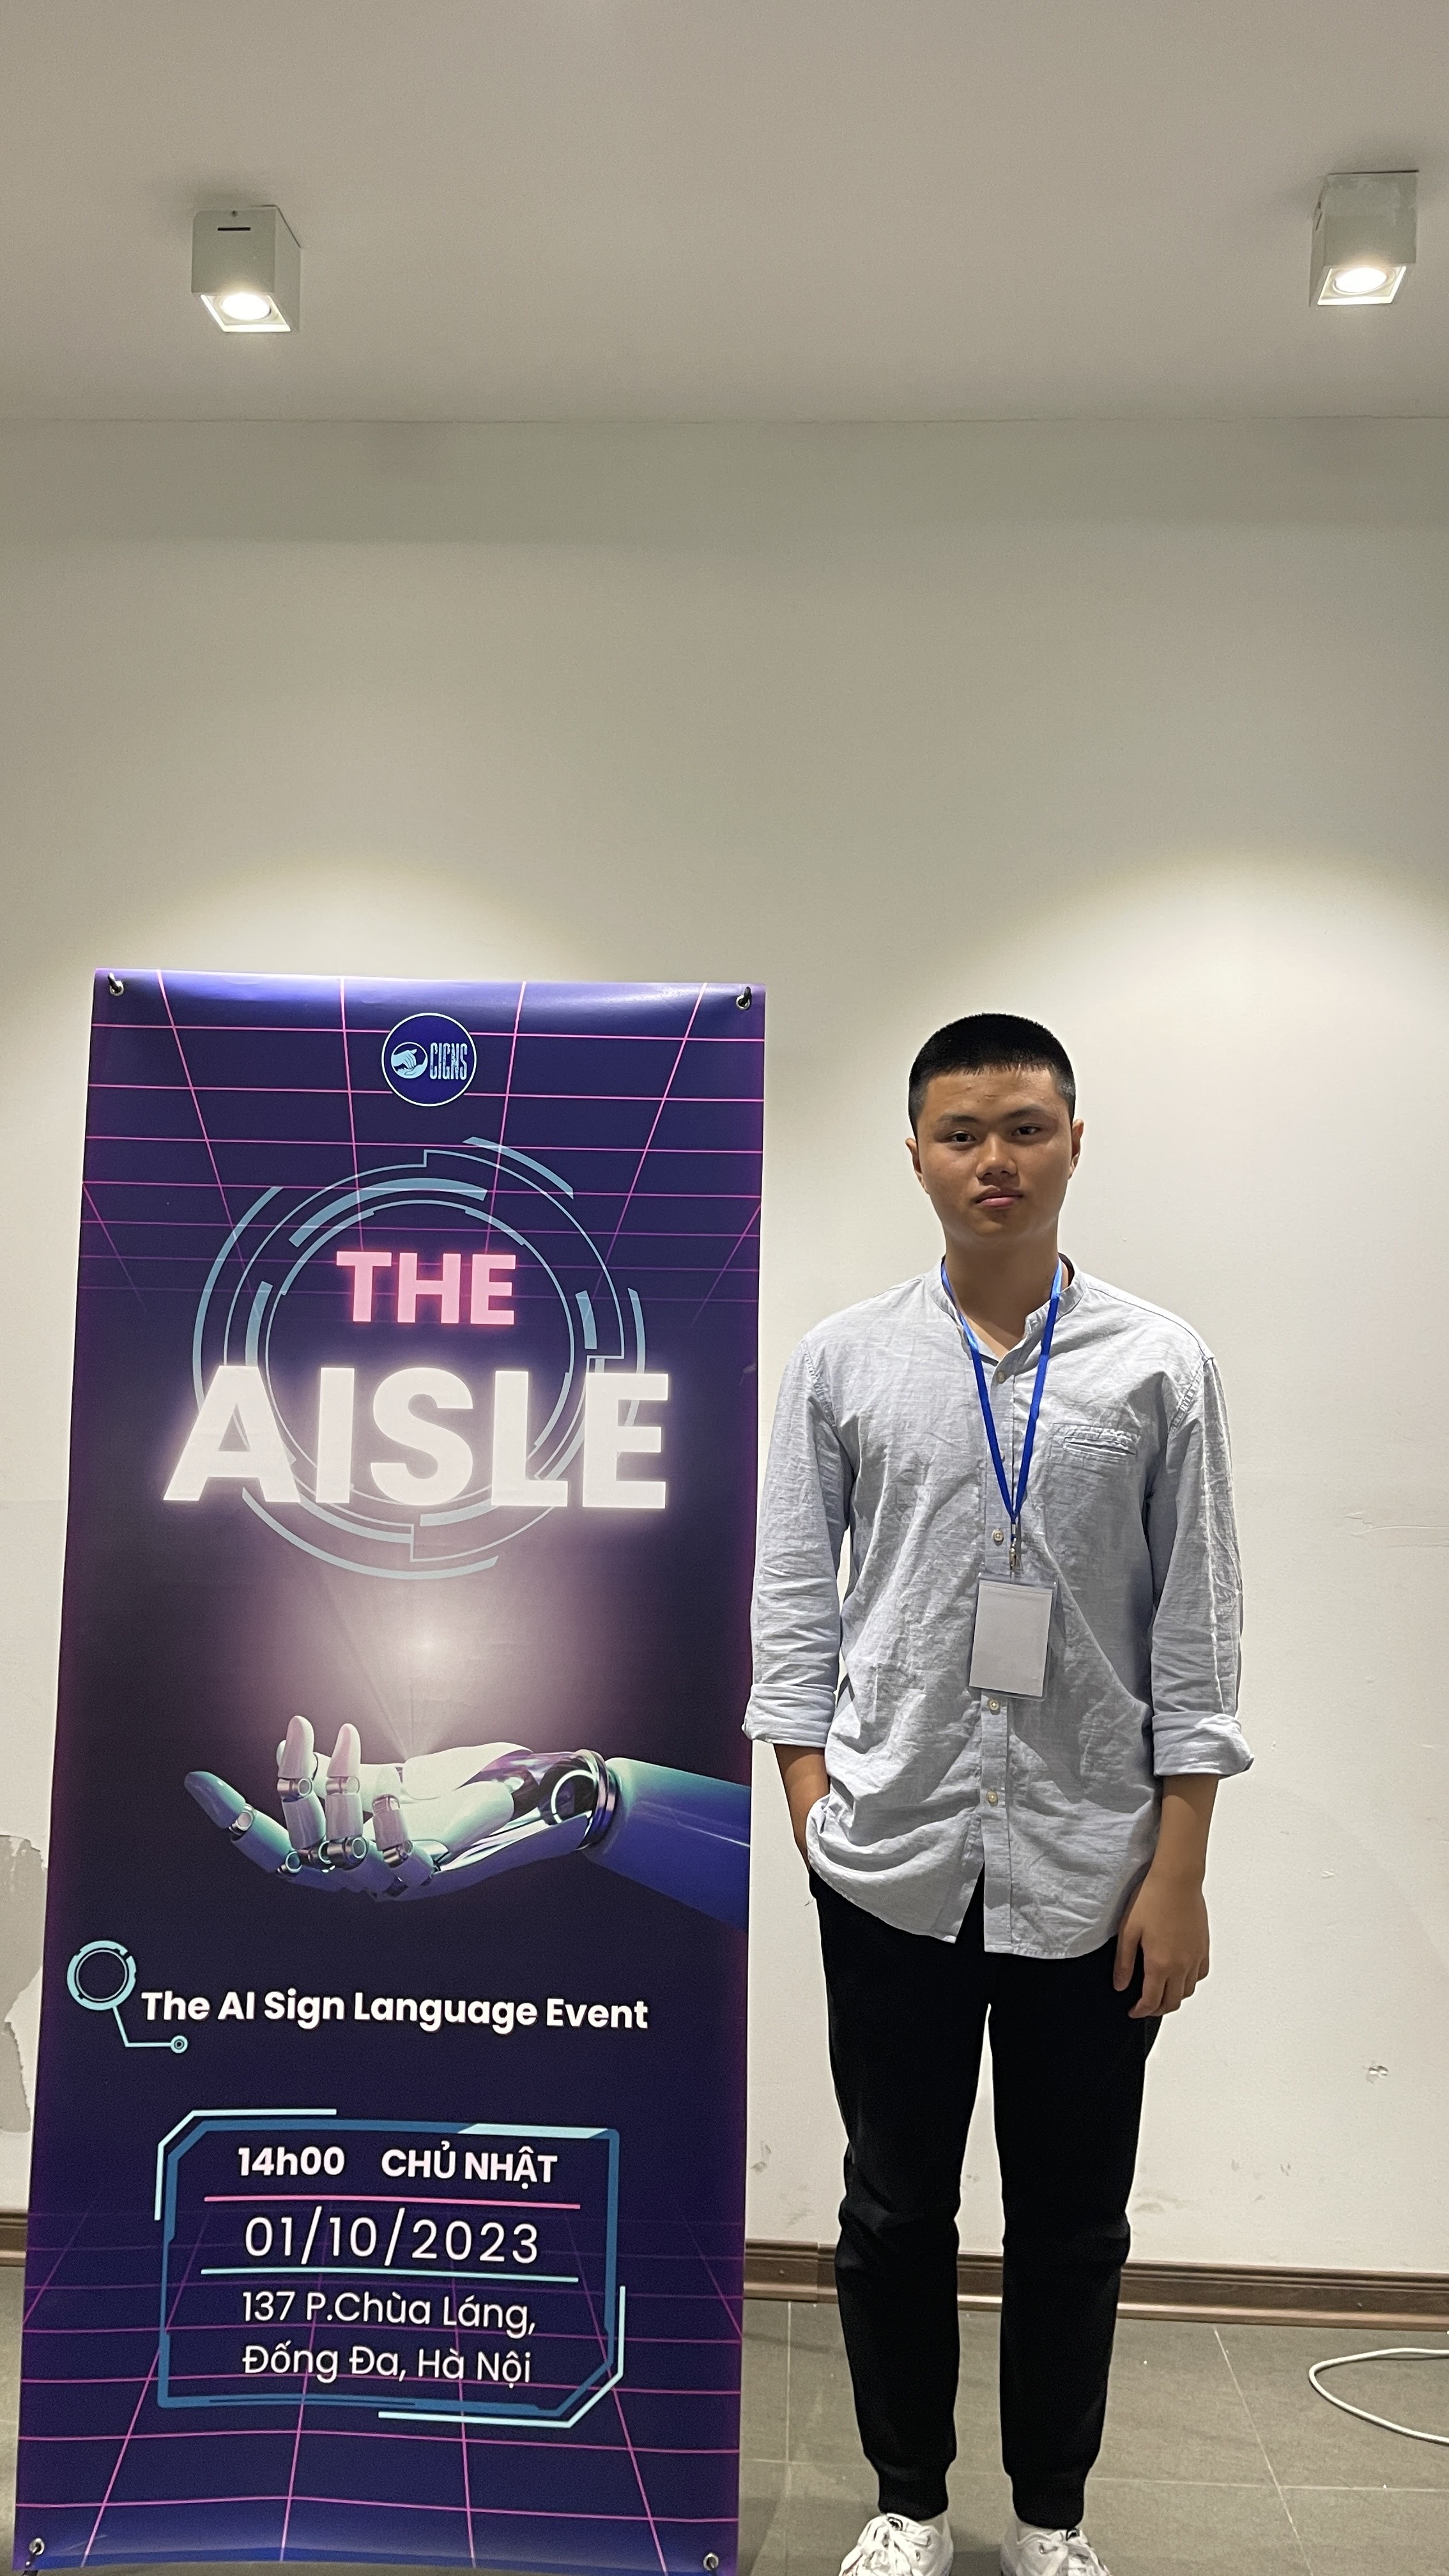 CIGNS
THE
AISLE
The AI Sign Language Event
14h00 CHỦ NHẬT
01/10/2023
137 P.Chùa Láng,
Đống Đa, Hà Nội